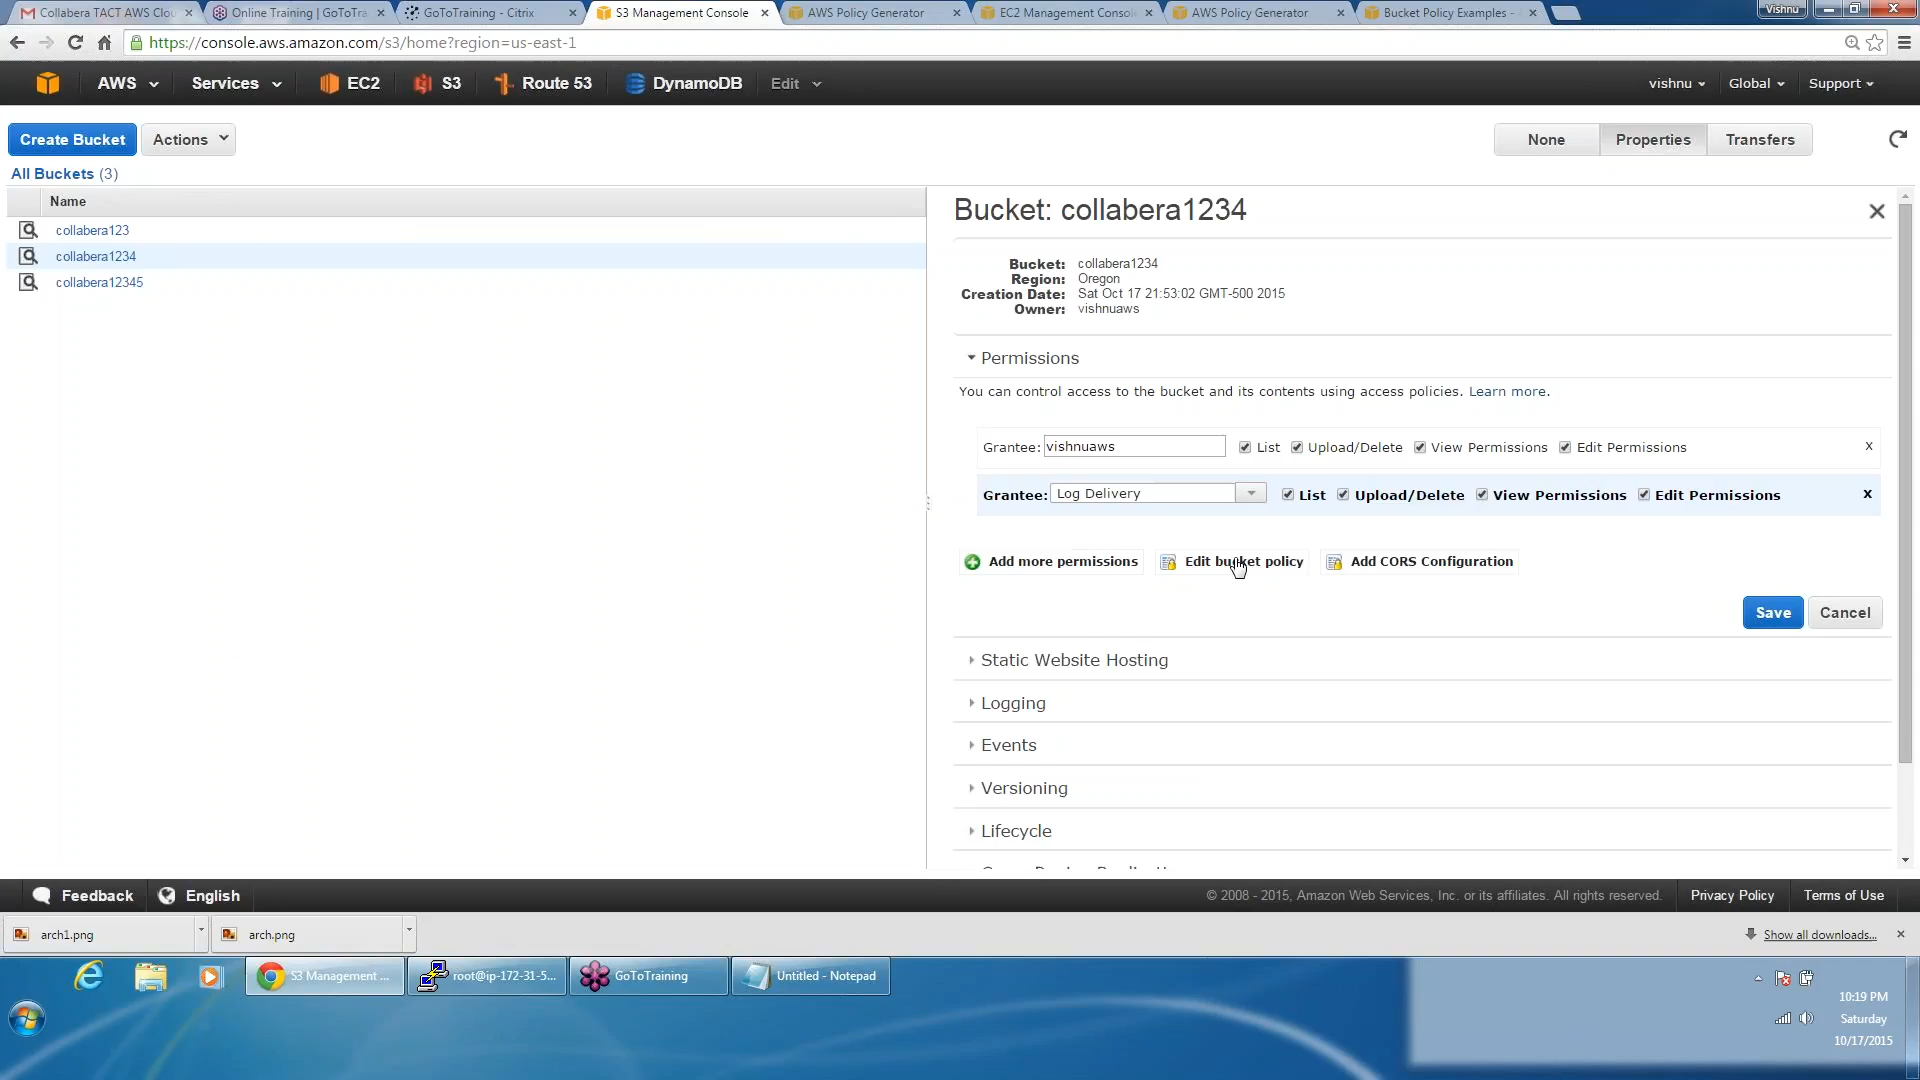 Collabera TACT AWS Clou
Online Training | GoToTra
GoToTraining - Citrix
S3 Management Console
AWS Policy Generator
EC2 Management Consol
AWS Policy Generator
Bucket Policy Examples -
Vishnu
https://console.aws.amazon.com/s3/home?region=us-east-1
AWS
Services
EC2
S3
Route 53
DynamoDB
Edit
vishnu
Global
Support
Create Bucket
Actions
None
Properties
Transfers
All Buckets (3)
Name
collabera123
collabera1234
collabera12345
Bucket: collabera1234
Bucket: collabera1234
Region: Oregon
Creation Date: Sat Oct 17 21:53:02 GMT-500 2015
Owner: vishnuaws
Permissions
You can control access to the bucket and its contents using access policies. Learn more.
Grantee: vishnuaws List Upload/Delete View Permissions Edit Permissions x
Grantee: Log Delivery List Upload/Delete View Permissions Edit Permissions x
Add more permissions
Edit bucket policy
Add CORS Configuration
Save
Cancel
Static Website Hosting
Logging
Events
Versioning
Lifecycle
Feedback
English
© 2008 - 2015, Amazon Web Services, Inc. or its affiliates. All rights reserved.
Privacy Policy
Terms of Use
arch1.png
arch.png
Show all downloads...
S3 Management ...
root@ip-172-31-5...
GoToTraining
Untitled - Notepad
10:19 PM
Saturday
10/17/2015